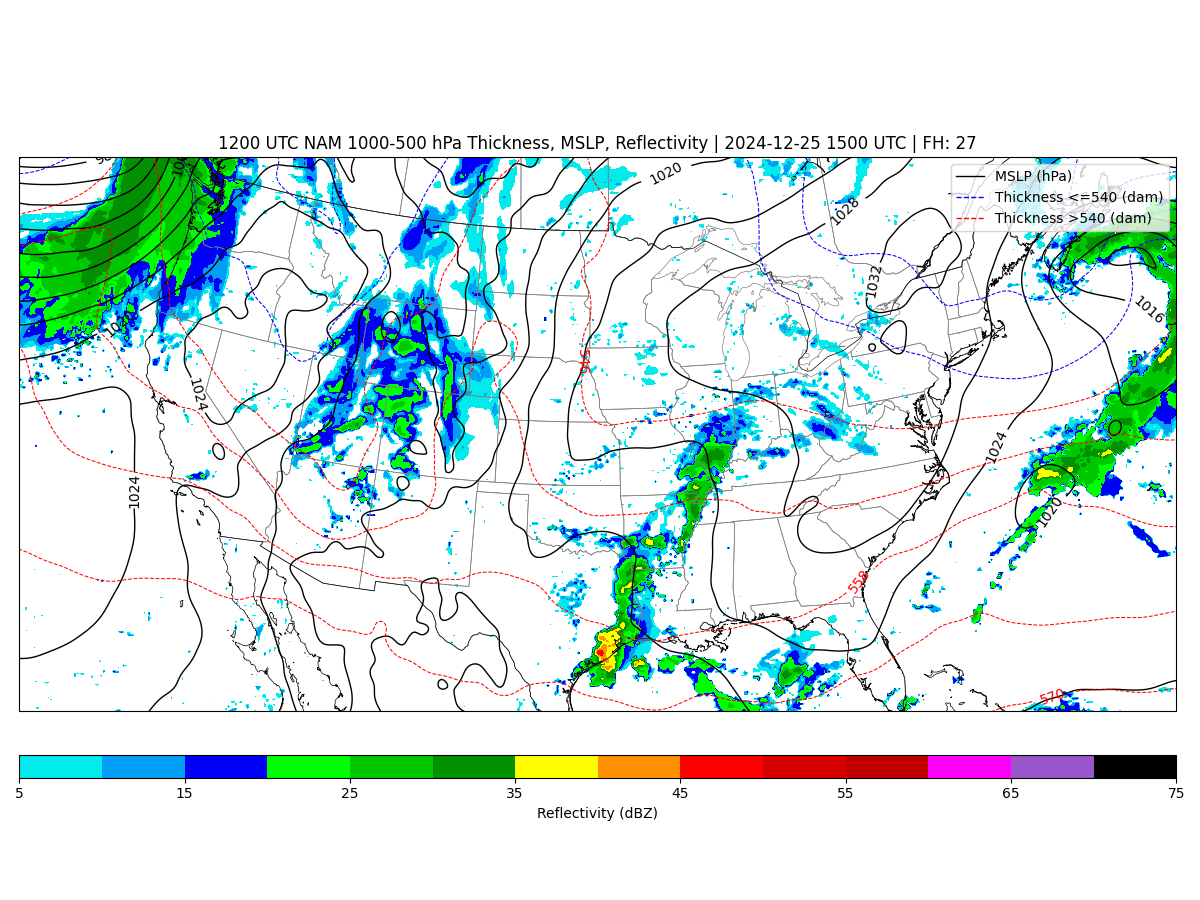 1200 UTC NAM 1000-500 hPa Thickness, MSLP, Reflectivity | 2024-12-25 1500 UTC | FH: 27
MSLP (hPa)
Thickness <=540 (dam)
Thickness >540 (dam)
1020
1028
1032
1016
546
1024
1024
1024
1020
558
570
5 15 25 35 45 55 65 75
Reflectivity (dBZ)